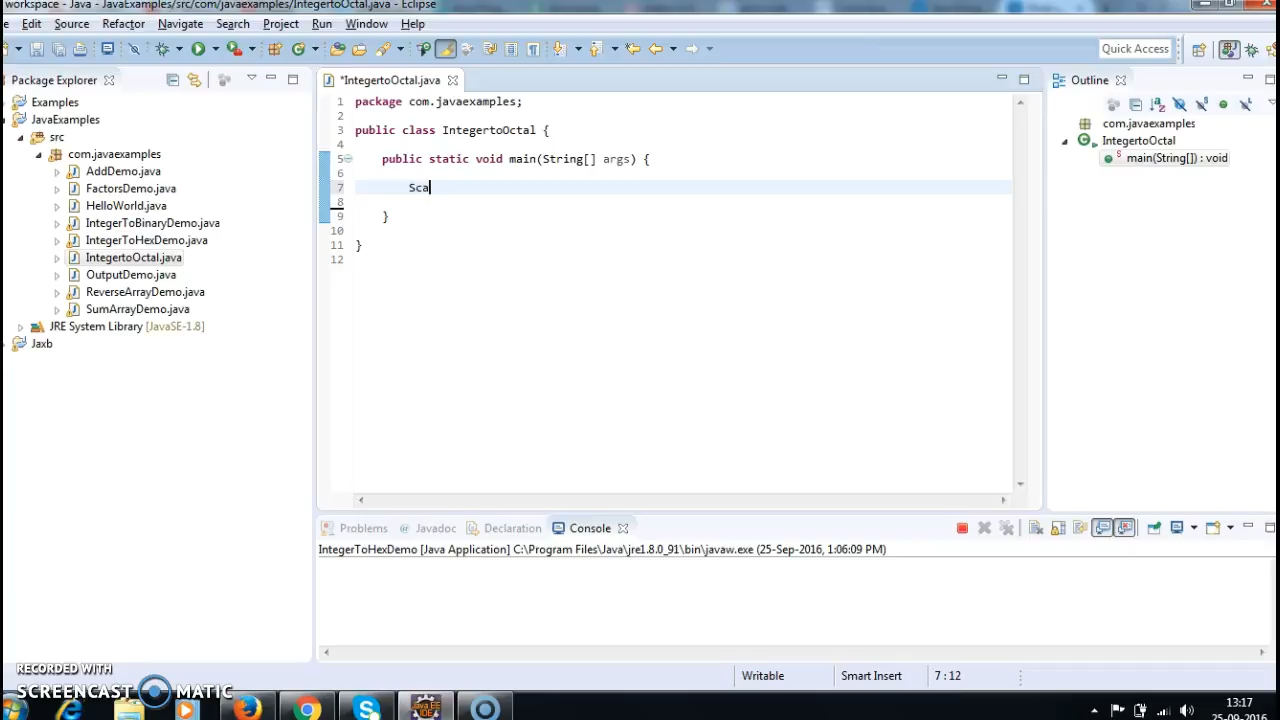 workspace - Java - JavaExamples/src/com/javaexamples/IntegertoOctal.java - Eclipse
Edit Source Refactor Navigate Search Project Run Window Help
Quick Access
Package Explorer
*IntegertoOctal.java
Outline
Examples
JavaExamples
src
com.javaexamples
AddDemo.java
FactorsDemo.java
HelloWorld.java
IntegerToBinaryDemo.java
IntegerToHexDemo.java
IntegertoOctal.java
OutputDemo.java
ReverseArrayDemo.java
SumArrayDemo.java
JRE System Library [JavaSE-1.8]
Jaxb
1 package com.javaexamples;
2
3 public class IntegertoOctal {
4
5 public static void main(String[] args) {
6
7 Sca
8
9 }
10
11 }
12
com.javaexamples
IntegertoOctal
main(String[]) : void
Problems Javadoc Declaration Console
IntegerToHexDemo [Java Application] C:\Program Files\Java\jre1.8.0_91\bin\javaw.exe (25-Sep-2016, 1:06:09 PM)
Writable Smart Insert 7 : 12
RECORDED WITH
SCREENCAST MATIC
Java EE
IDE
13:17
25-09-2016